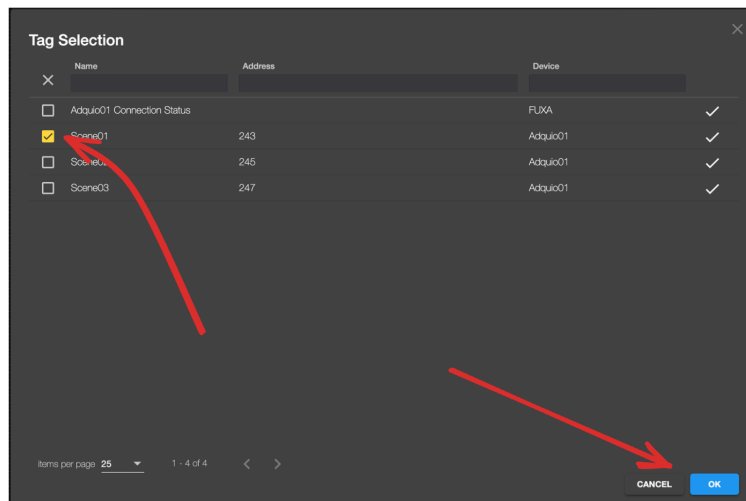 Tag Selection
Name Address Device
Adquio01 Connection Status FUXA
Scene01 243 Adquio01
Scene02 245 Adquio01
Scene03 247 Adquio01
items per page 25 1 - 4 of 4
CANCEL OK